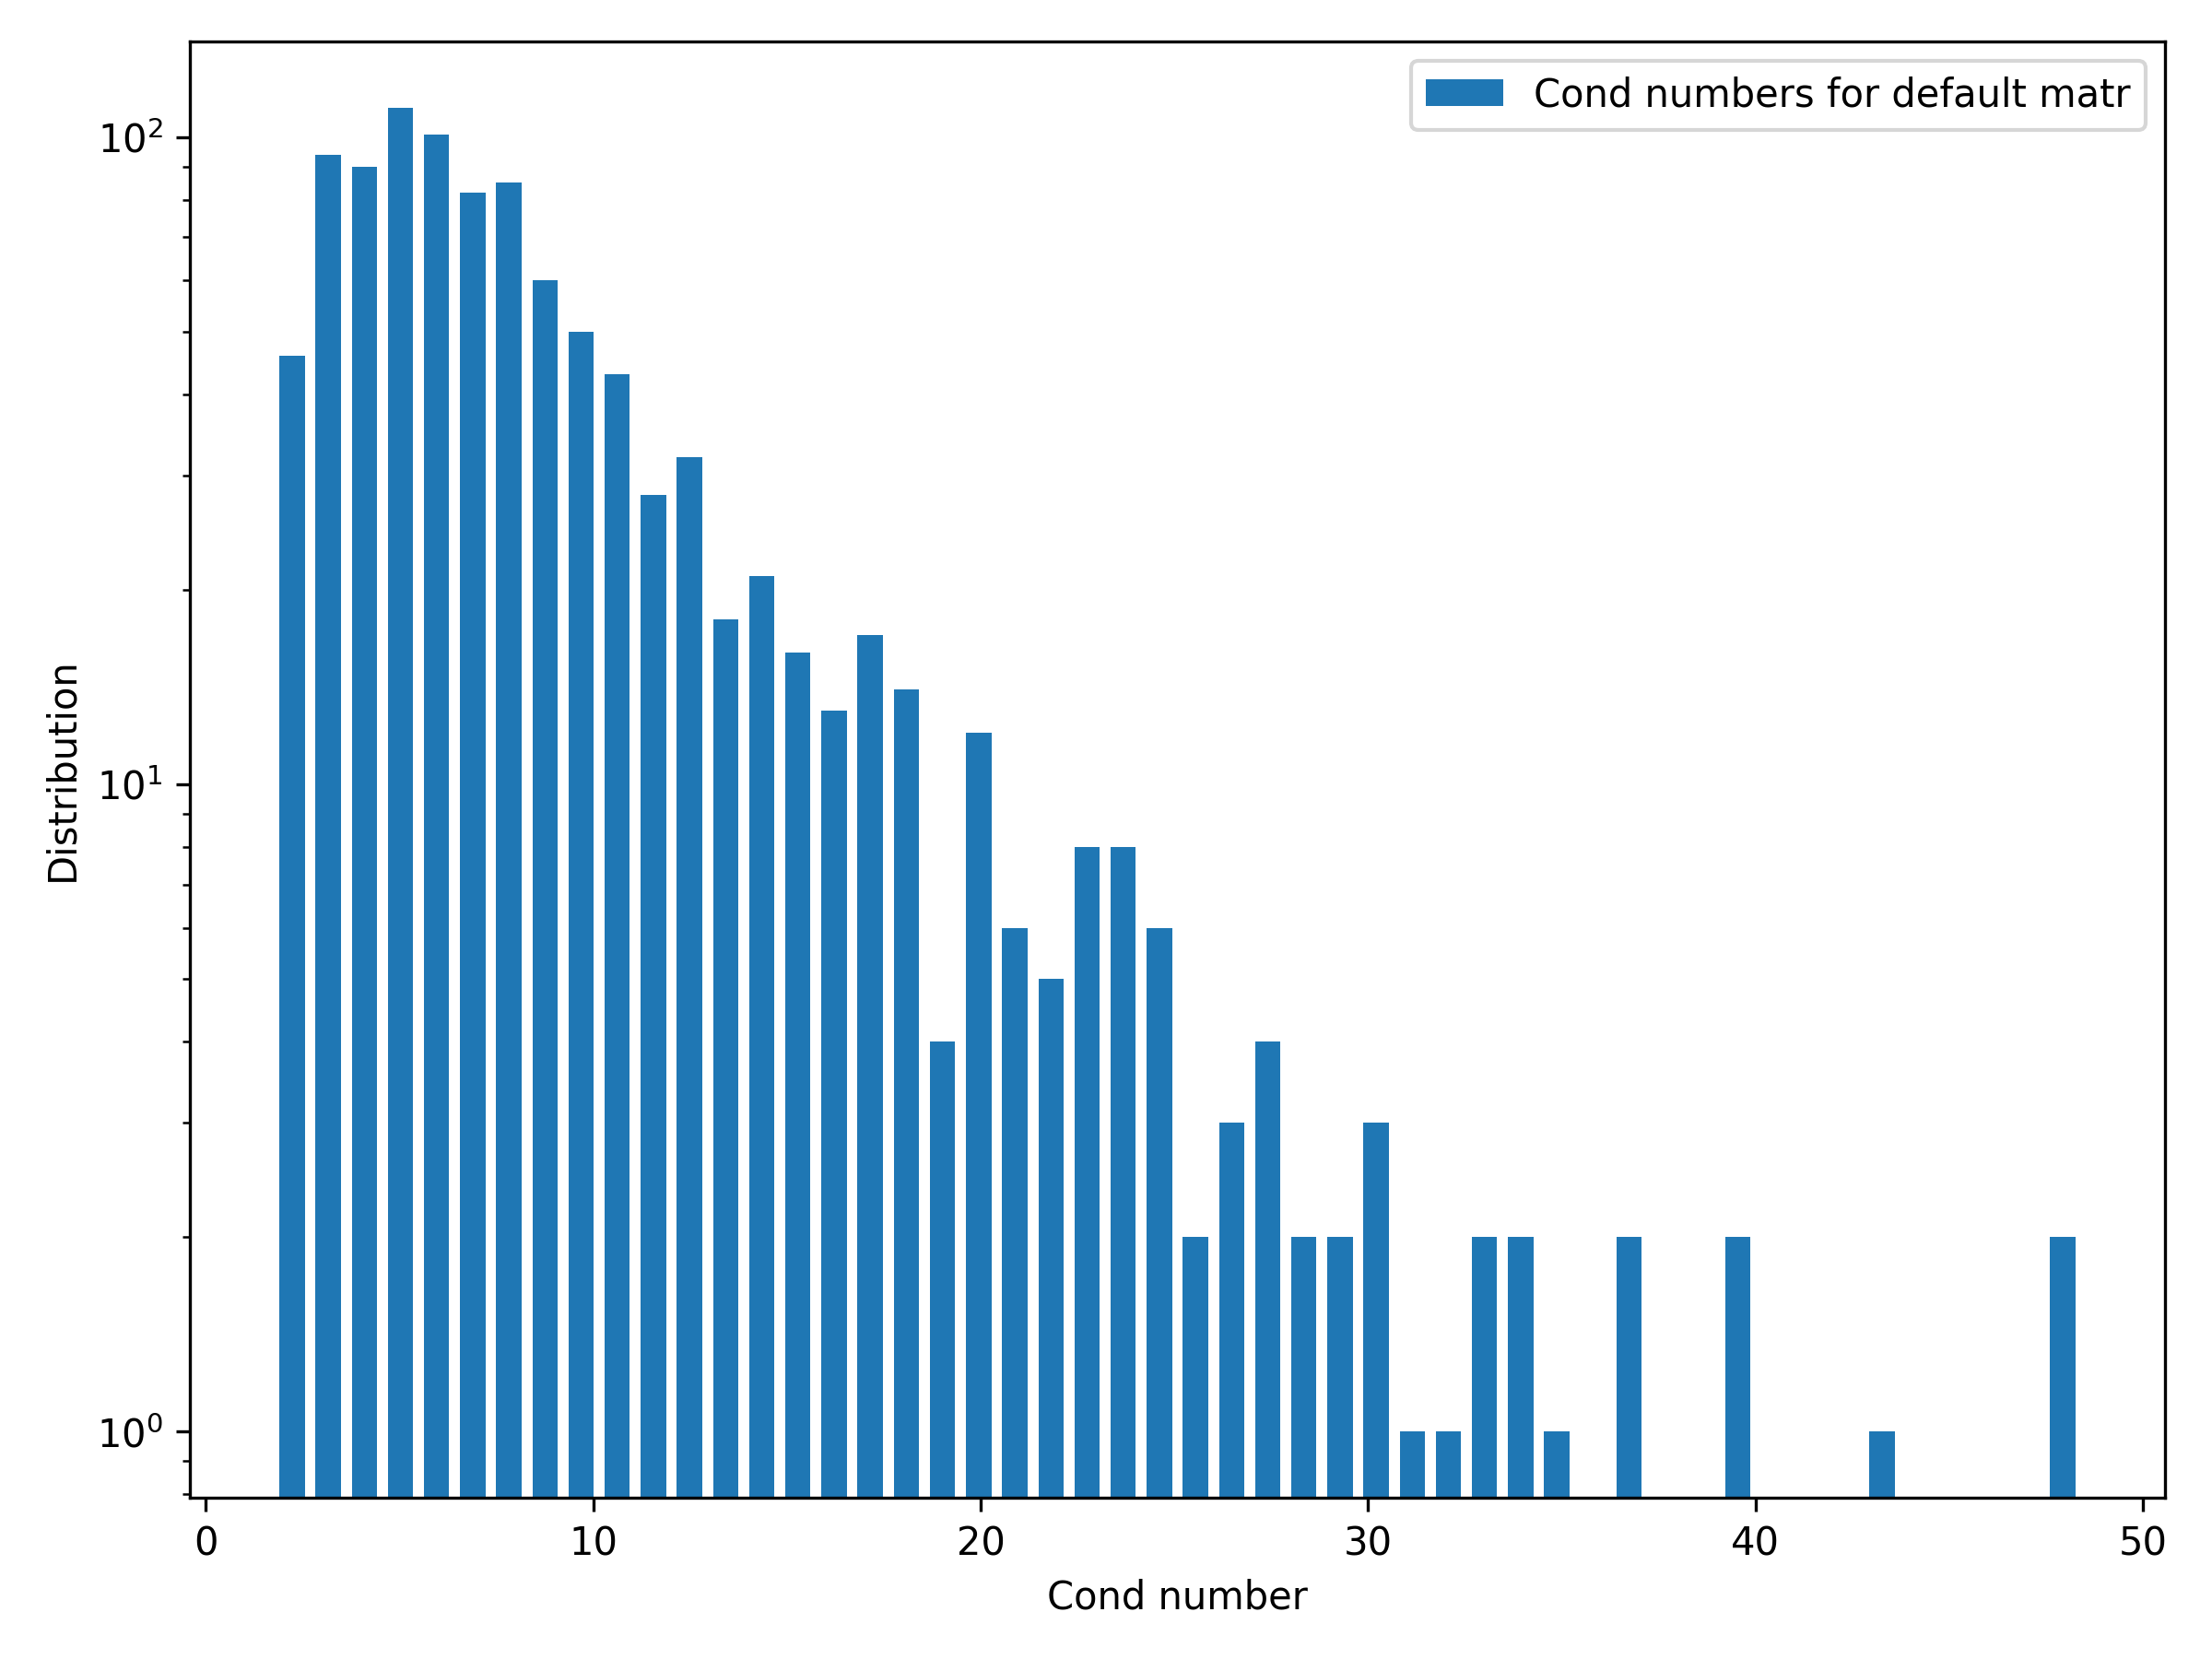 Cond numbers for default matr
10²
10¹
10⁰
Distribution
0 10 20 30 40 50
Cond number